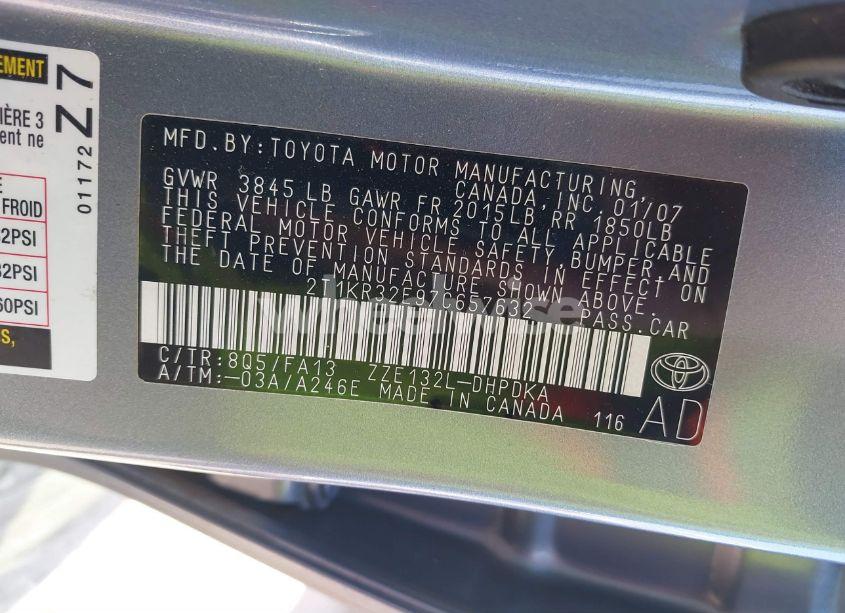 EMENT
IÈRE 3
ent ne
E
FROID
32PSI
32PSI
60PSI
S,
01172
Z7
MFD. BY: TOYOTA MOTOR MANUFACTURING,
CANADA, INC. 01/07
GVWR 3845 LB GAWR FR 2015LB, RR 1850LB
THIS VEHICLE CONFORMS TO ALL APPLICABLE
FEDERAL MOTOR VEHICLE SAFETY, BUMPER, AND
THEFT PREVENTION STANDARDS IN EFFECT ON
THE DATE OF MANUFACTURE SHOWN ABOVE.
PASS. CAR
C/TR: 8Q5/FA13 ZZE132L-DHPDKA
A/TM: -03A/A246E MADE IN CANADA 116
AD
TOYOTA